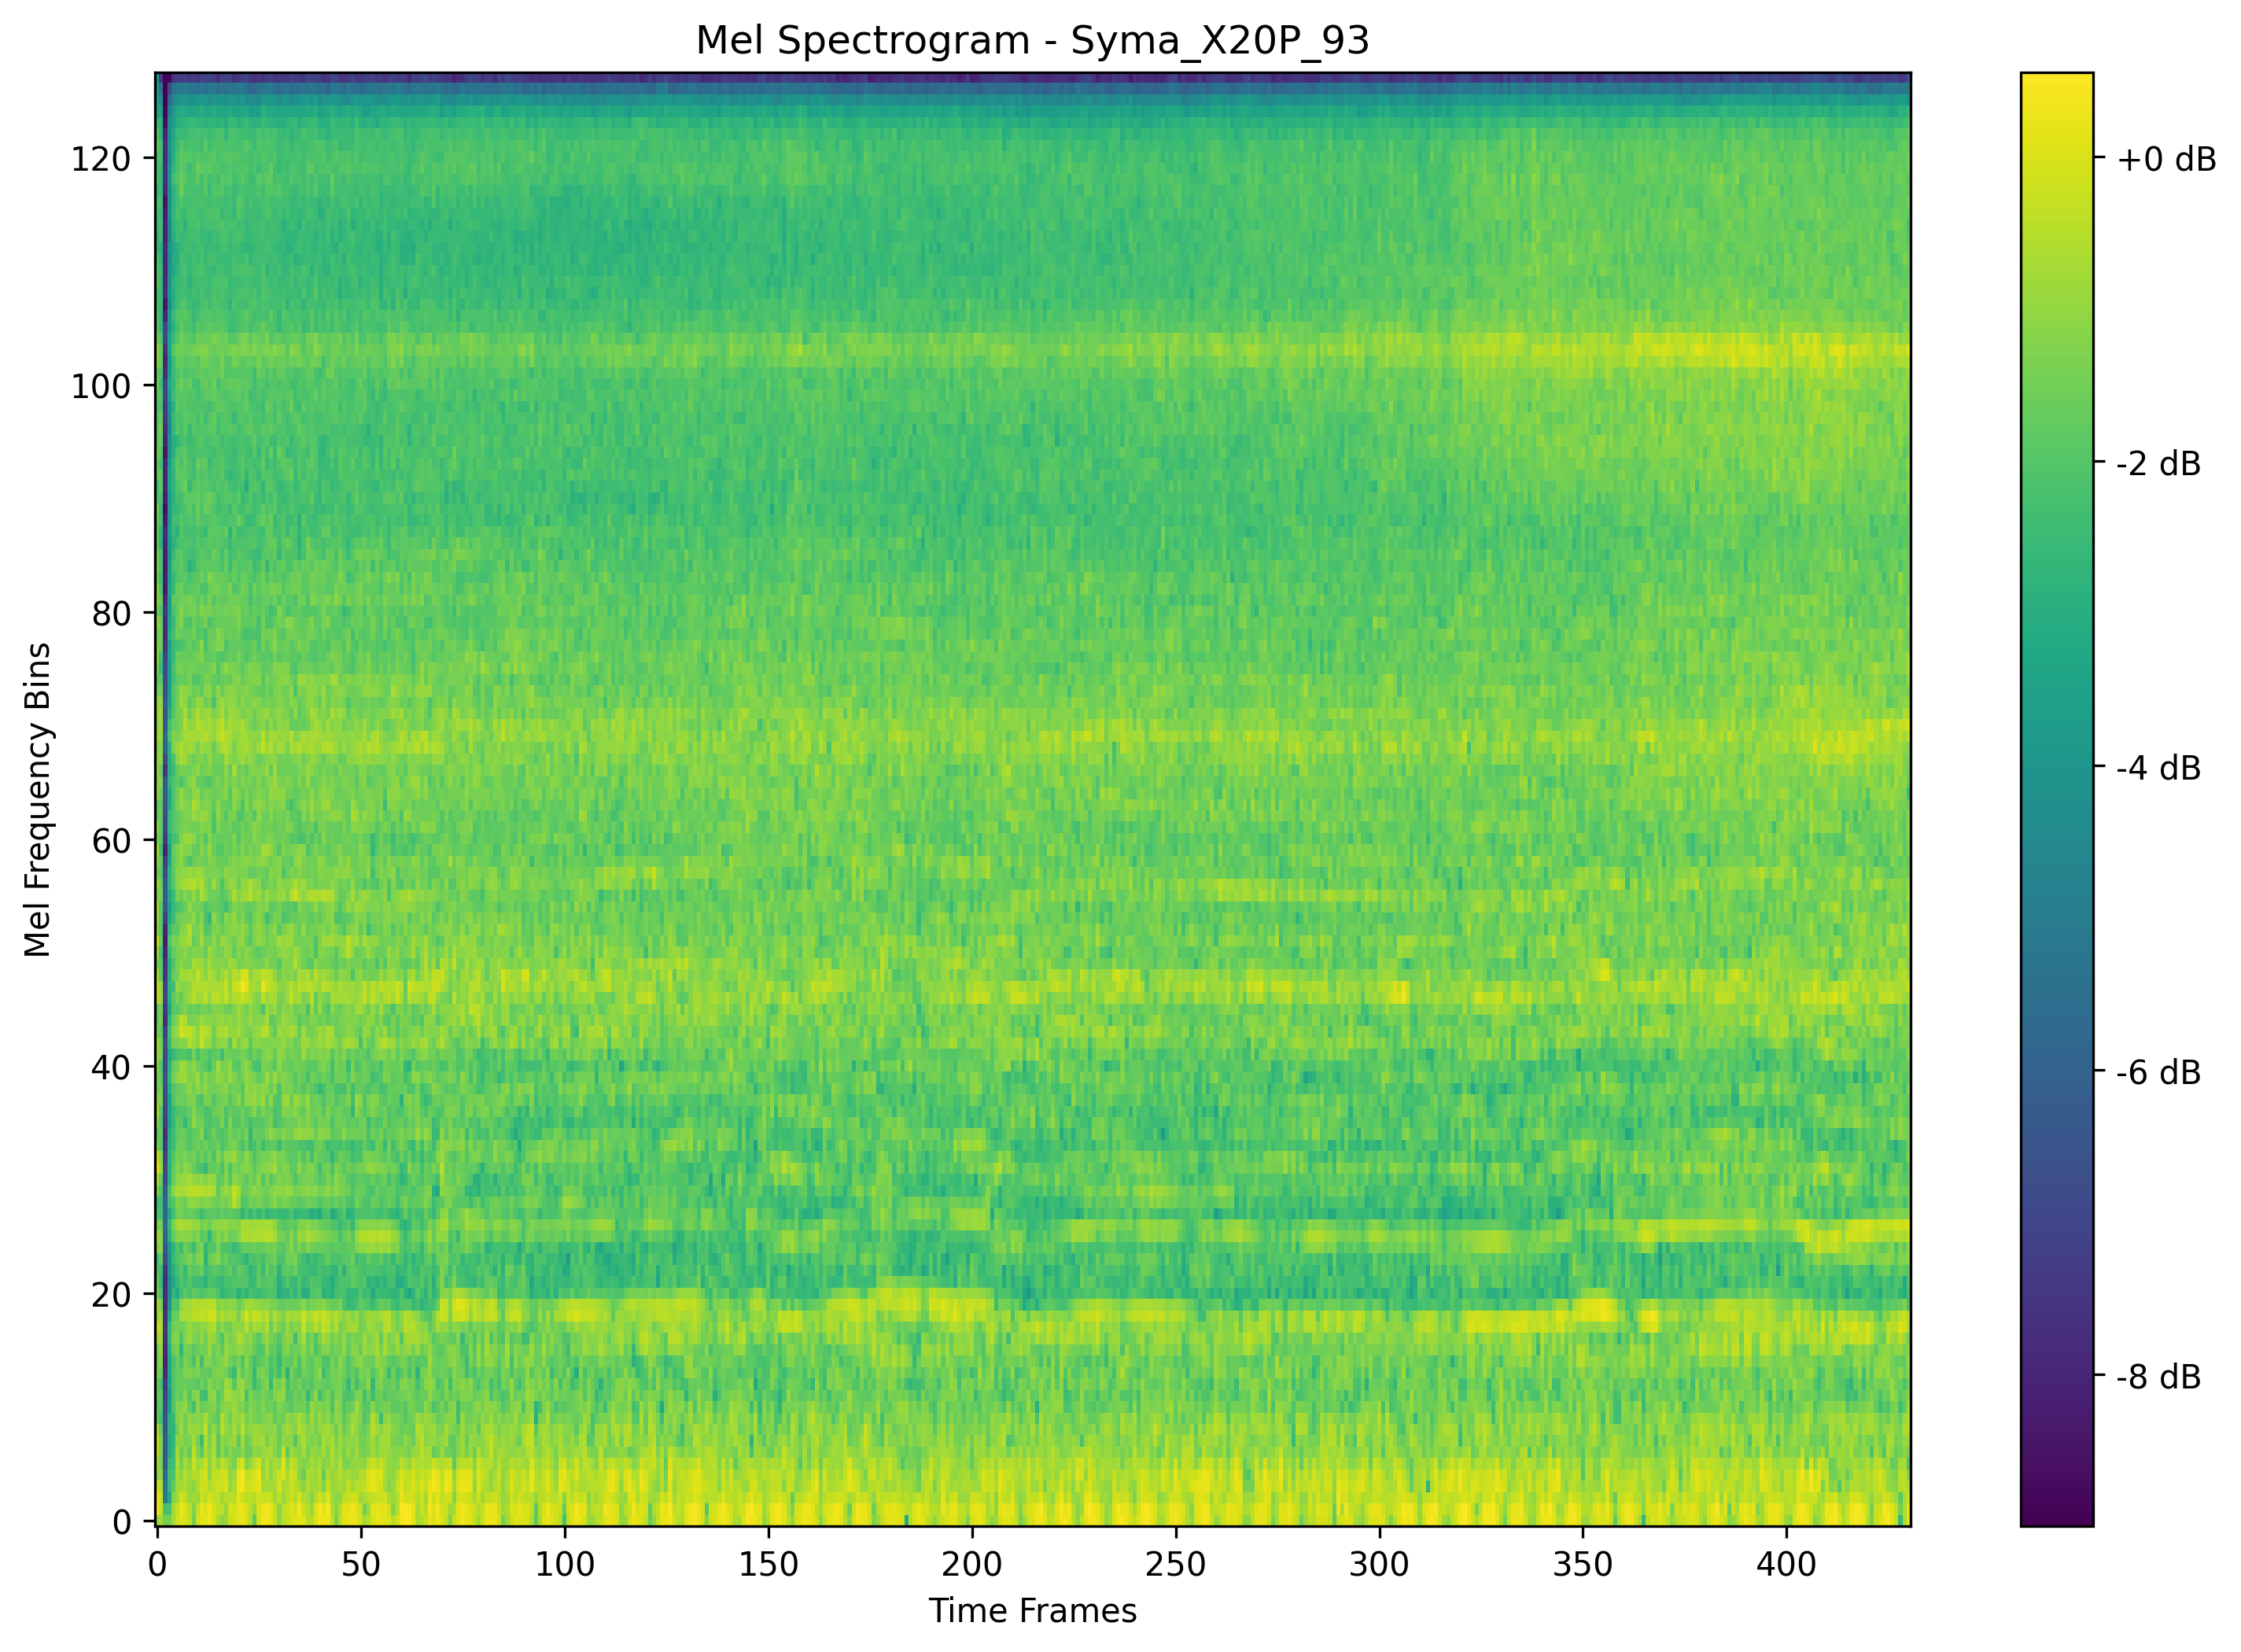 Mel Spectrogram - Syma_X20P_93
Mel Frequency Bins
120
100
80
60
40
20
0
0 50 100 150 200 250 300 350 400
Time Frames
+0 dB
-2 dB
-4 dB
-6 dB
-8 dB